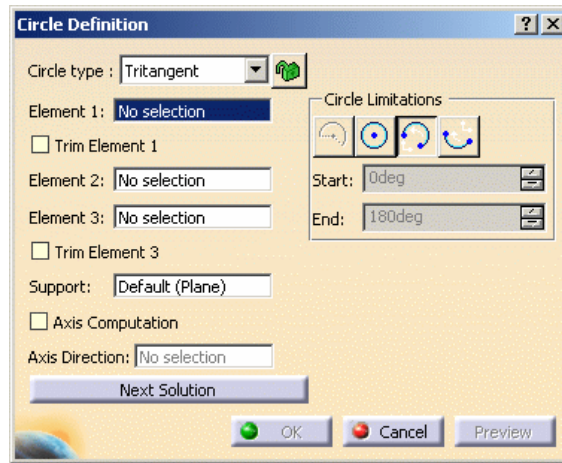 Circle Definition
Circle type : Tritangent
Element 1: No selection
Trim Element 1
Element 2: No selection
Element 3: No selection
Trim Element 3
Support: Default (Plane)
Axis Computation
Axis Direction: No selection
Next Solution
Circle Limitations
Start: 0deg
End: 180deg
OK Cancel Preview